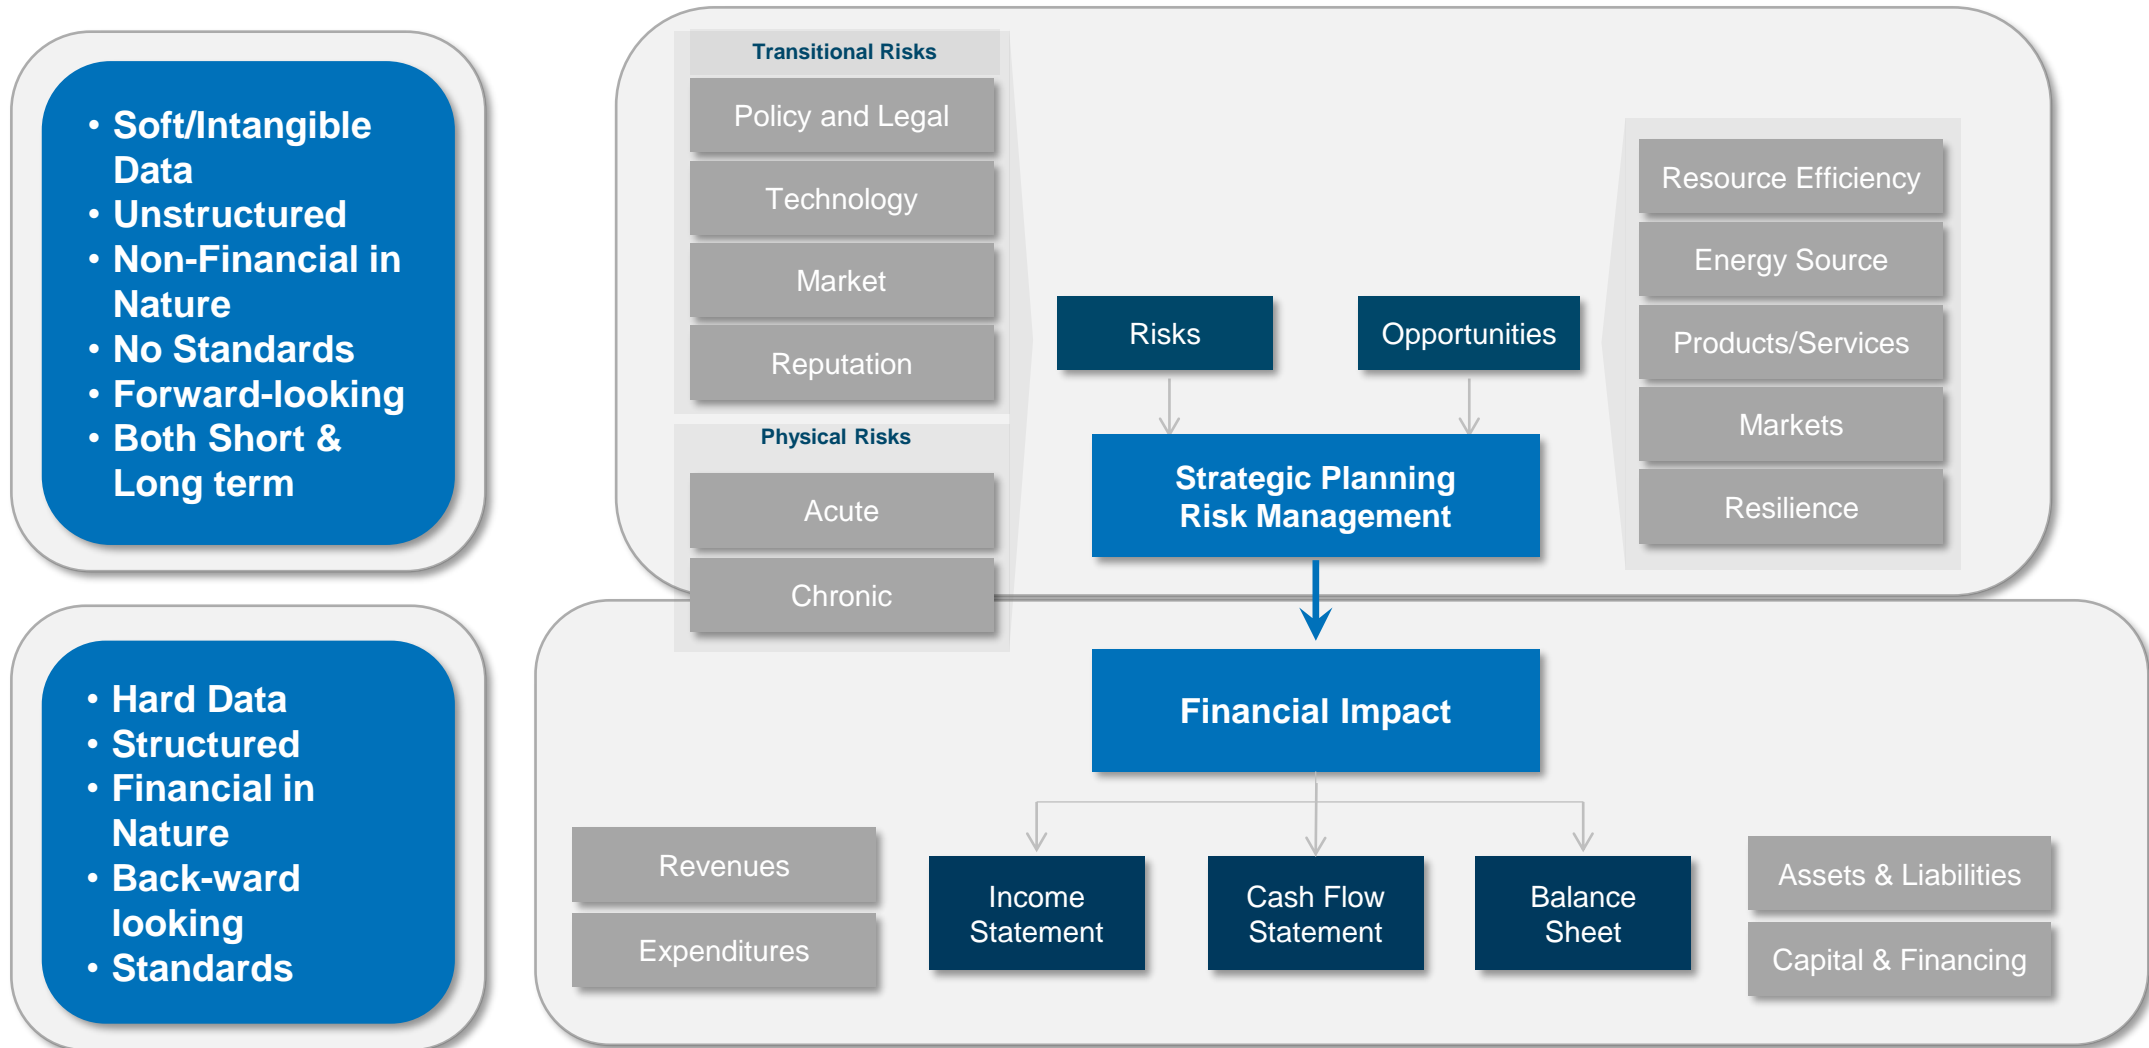 • Soft/Intangible
Data
• Unstructured
• Non-Financial in
Nature
• No Standards
• Forward-looking
• Both Short &
Long term
Transitional Risks
Policy and Legal
Technology
Market
Reputation
Physical Risks
Acute
Chronic
Risks
Opportunities
Strategic Planning
Risk Management
Resource Efficiency
Energy Source
Products/Services
Markets
Resilience
• Hard Data
• Structured
• Financial in
Nature
• Back-ward
looking
• Standards
Financial Impact
Revenues
Expenditures
Income
Statement
Cash Flow
Statement
Balance
Sheet
Assets & Liabilities
Capital & Financing